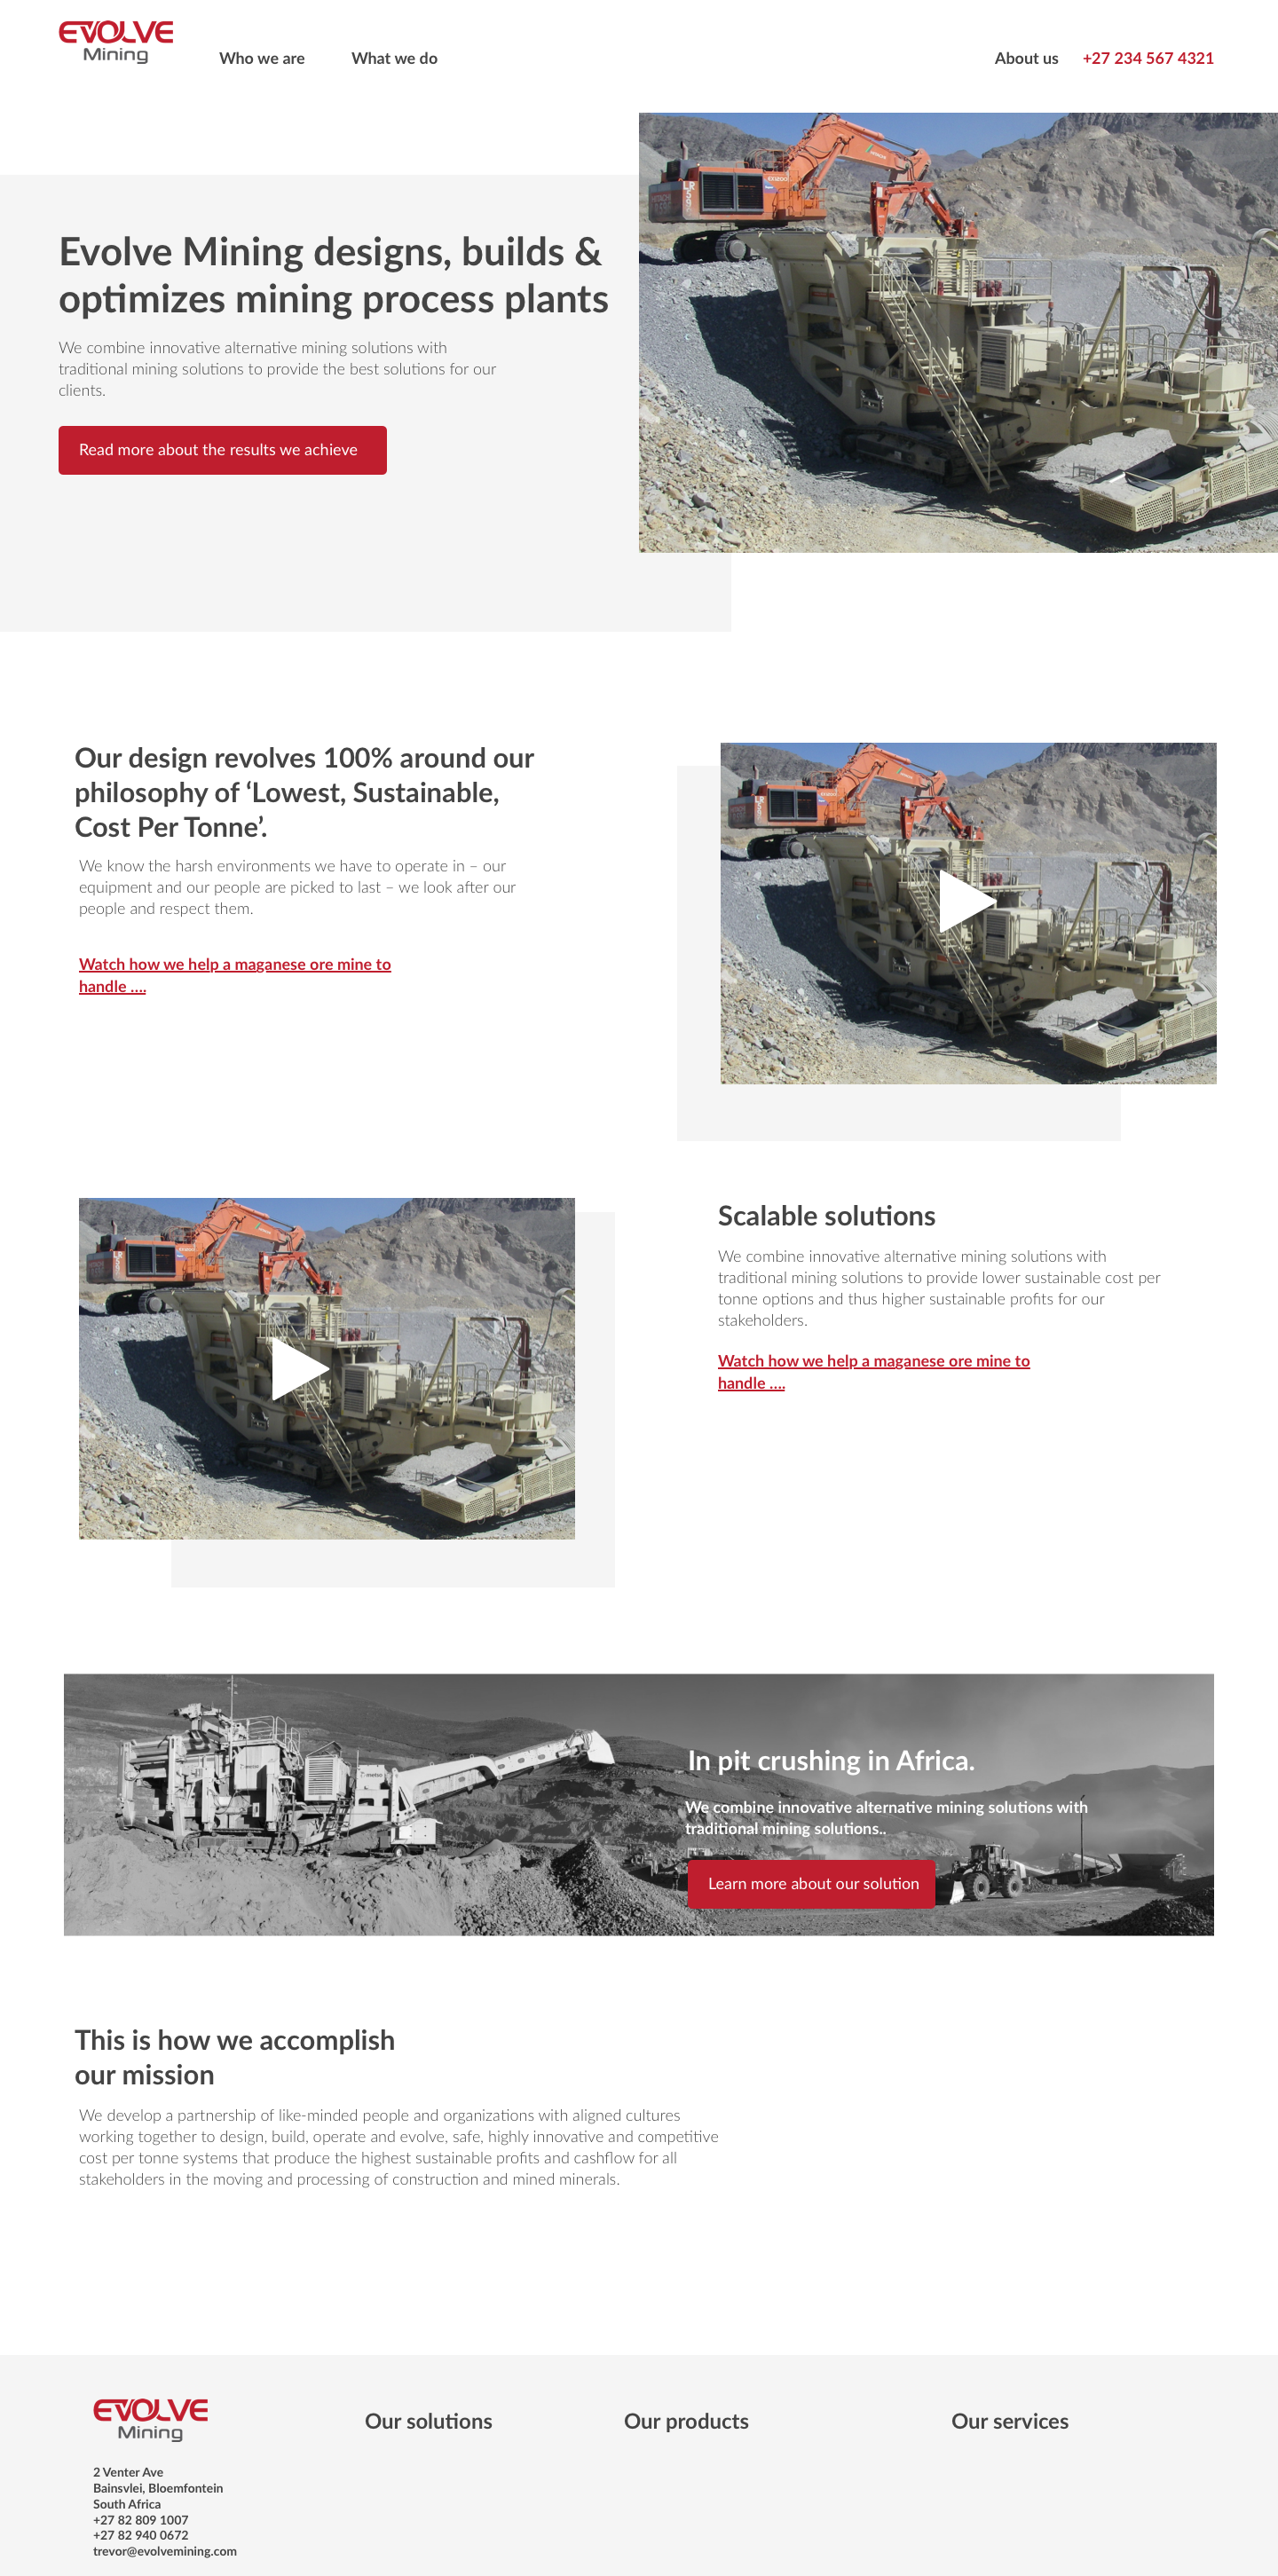 EVOLVE
Mining
Who we are
What we do
About us
+27 234 567 4321
Evolve Mining designs, builds &
optimizes mining process plants
We combine innovative alternative mining solutions with
traditional mining solutions to provide the best solutions for our
clients.
Read more about the results we achieve
Our design revolves 100% around our
philosophy of ‘Lowest, Sustainable,
Cost Per Tonne’.
We know the harsh environments we have to operate in – our
equipment and our people are picked to last – we look after our
people and respect them.
Watch how we help a maganese ore mine to
handle ....
Scalable solutions
We combine innovative alternative mining solutions with
traditional mining solutions to provide lower sustainable cost per
tonne options and thus higher sustainable profits for our
stakeholders.
Watch how we help a maganese ore mine to
handle ....
In pit crushing in Africa.
We combine innovative alternative mining solutions with
traditional mining solutions..
Learn more about our solution
This is how we accomplish
our mission
We develop a partnership of like-minded people and organizations with aligned cultures
working together to design, build, operate and evolve, safe, highly innovative and competitive
cost per tonne systems that produce the highest sustainable profits and cashflow for all
stakeholders in the moving and processing of construction and mined minerals.
EVOLVE
Mining
2 Venter Ave
Bainsvlei, Bloemfontein
South Africa
+27 82 809 1007
+27 82 940 0672
trevor@evolvemining.com
Our solutions
Our products
Our services